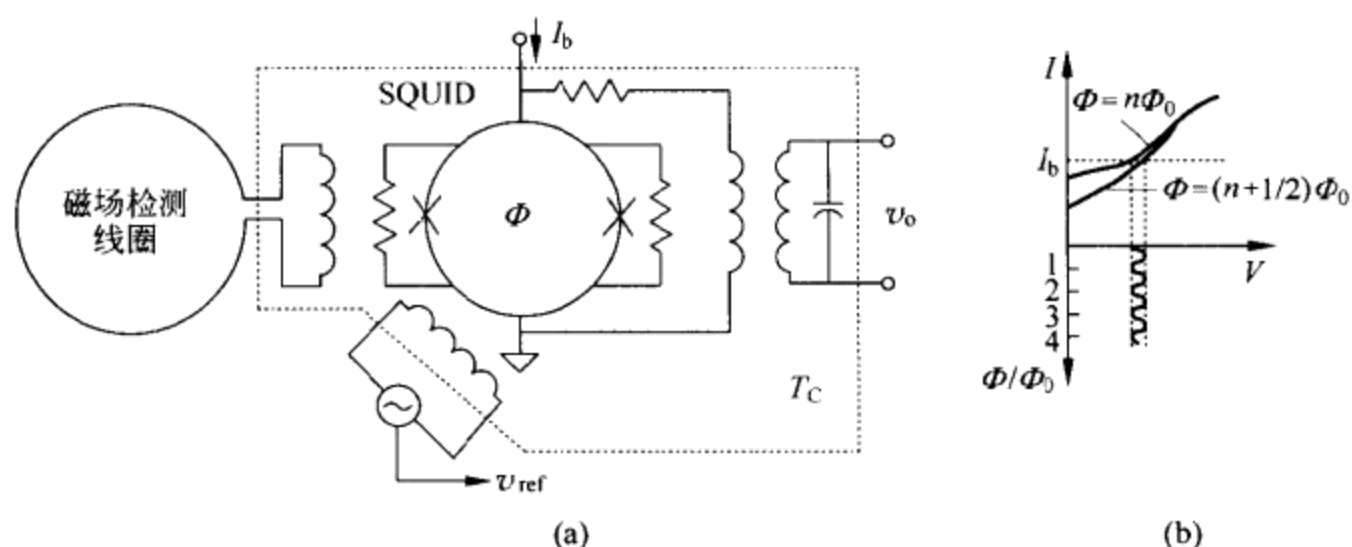 I_b
SQUID
磁场检测
线圈
Φ
v_o
T_C
v_ref
(a)
I
Φ=nΦ_0
I_b
Φ=(n+1/2)Φ_0
V
1
2
3
4
Φ/Φ_0
(b)